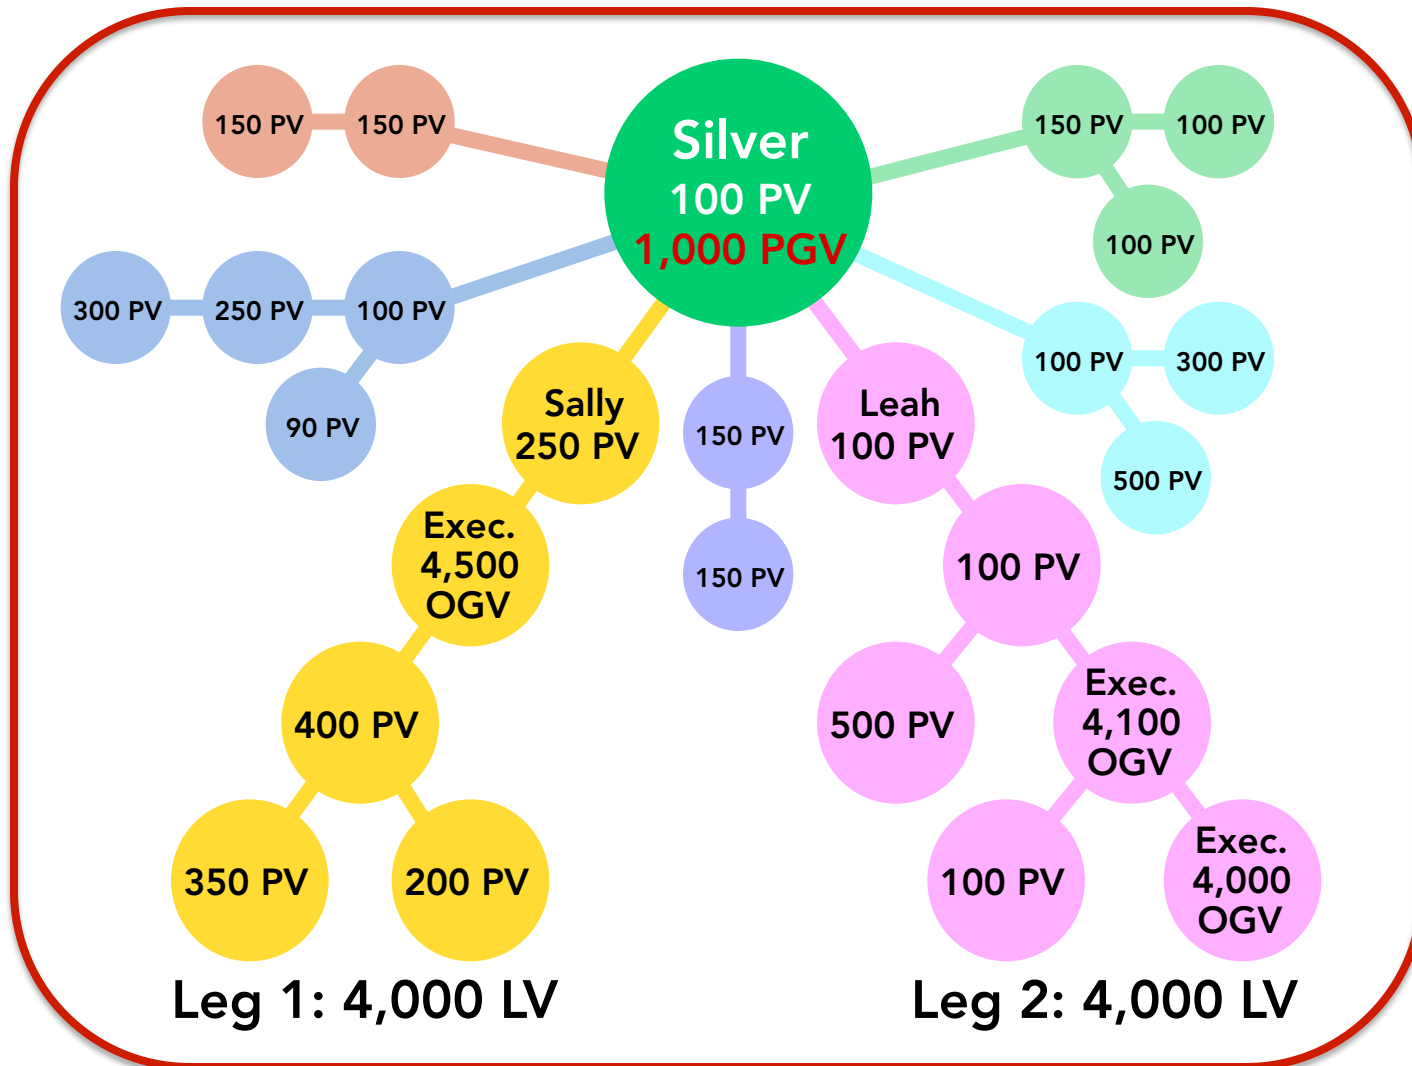 150 PV
150 PV
Silver
100 PV
1,000 PGV
150 PV
100 PV
100 PV
300 PV
250 PV
100 PV
90 PV
100 PV
300 PV
500 PV
Sally
250 PV
150 PV
150 PV
Leah
100 PV
Exec.
4,500
OGV
100 PV
400 PV
500 PV
Exec.
4,100
OGV
350 PV
200 PV
100 PV
Exec.
4,000
OGV
Leg 1: 4,000 LV
Leg 2: 4,000 LV